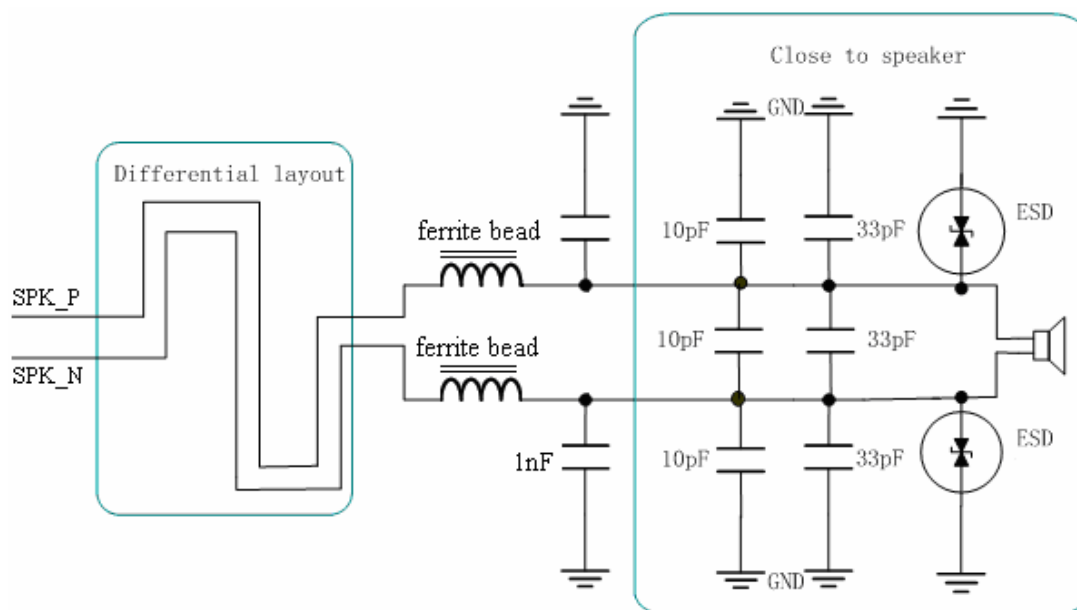 Close to speaker
GND
Differential layout
ESD
ferrite bead
10pF
33pF
SPK_P
10pF
33pF
ferrite bead
SPK_N
ESD
1nF
10pF
33pF
GND